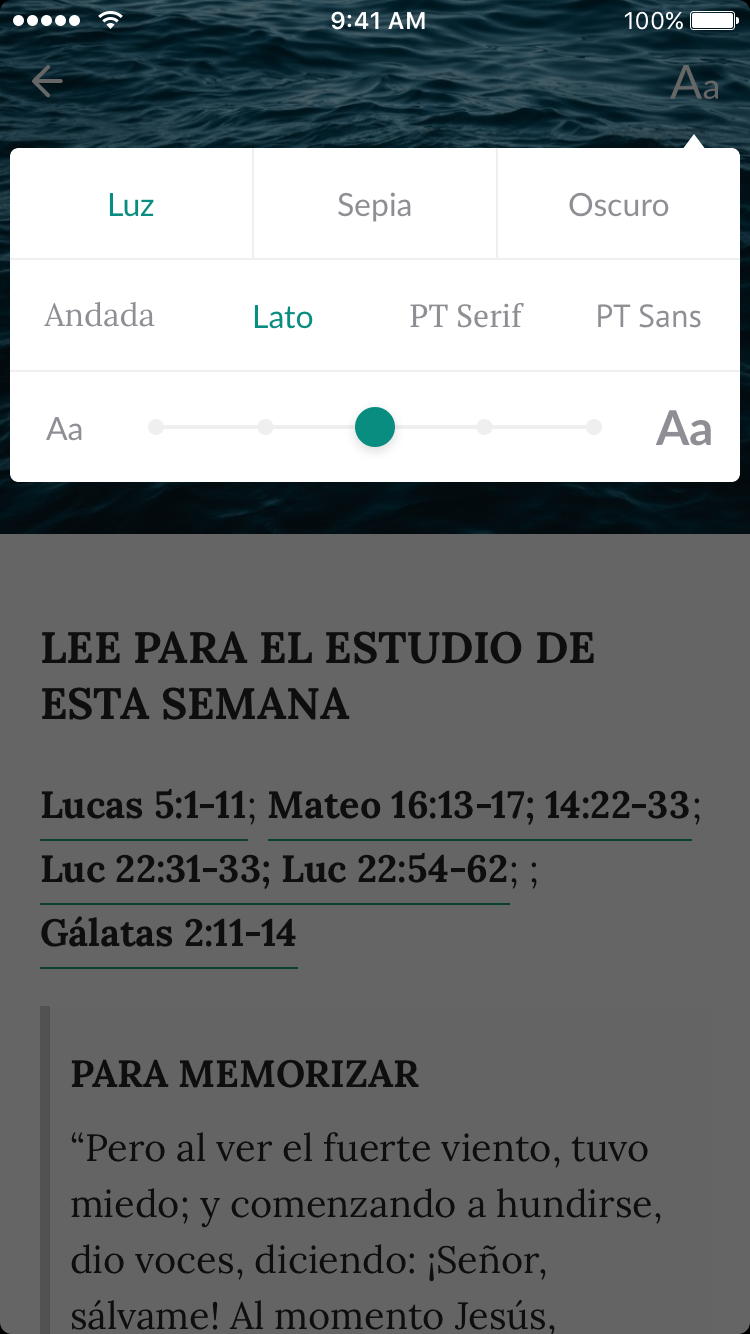 9:41 AM 100%
Aa
Luz Sepia Oscuro
Andada Lato PT Serif PT Sans
Aa Aa
LEE PARA EL ESTUDIO DE
ESTA SEMANA
Lucas 5:1-11; Mateo 16:13-17; 14:22-33;
Luc 22:31-33; Luc 22:54-62; ;
Gálatas 2:11-14
PARA MEMORIZAR
“Pero al ver el fuerte viento, tuvo
miedo; y comenzando a hundirse,
dio voces, diciendo: ¡Señor,
sálvame! Al momento Jesús,